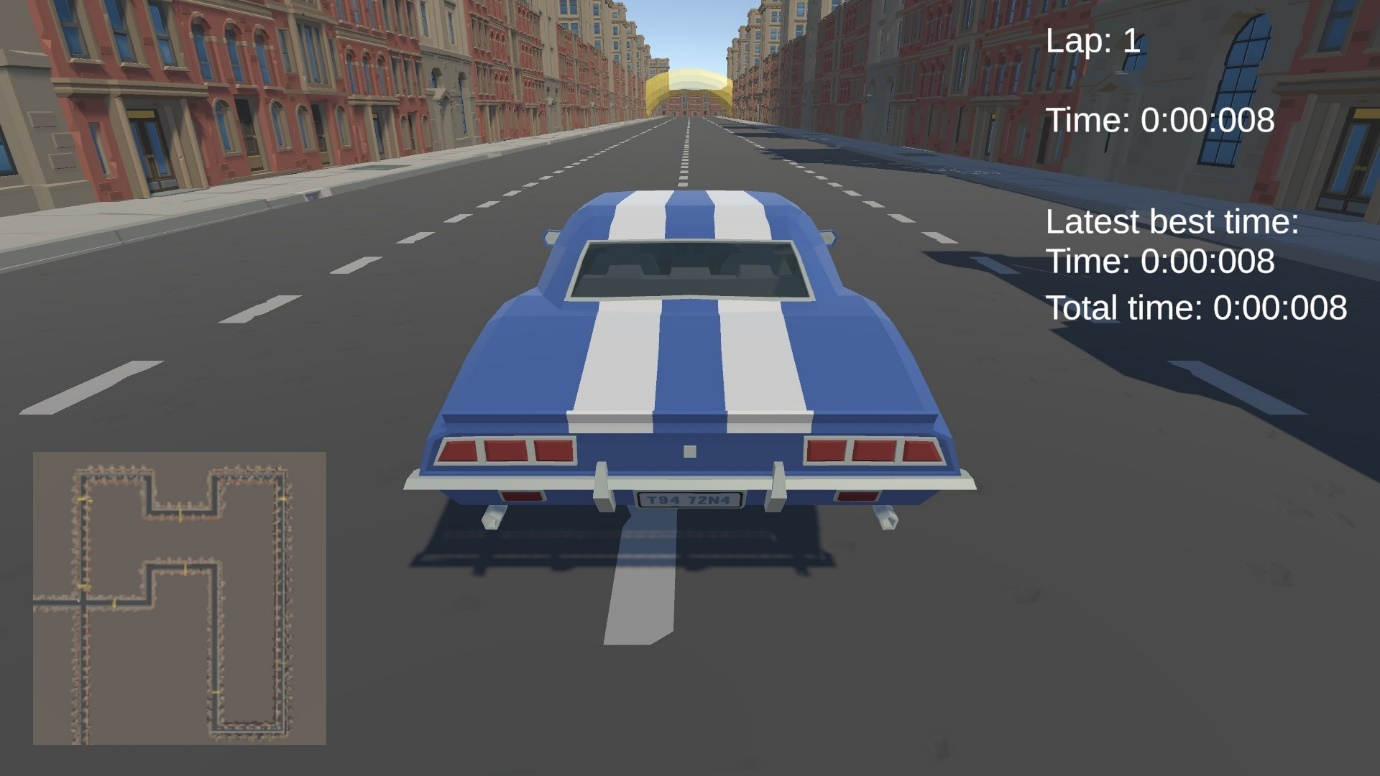 Lap: 1
Time: 0:00:008
Latest best time:
Time: 0:00:008
Total time: 0:00:008
T94 72N4